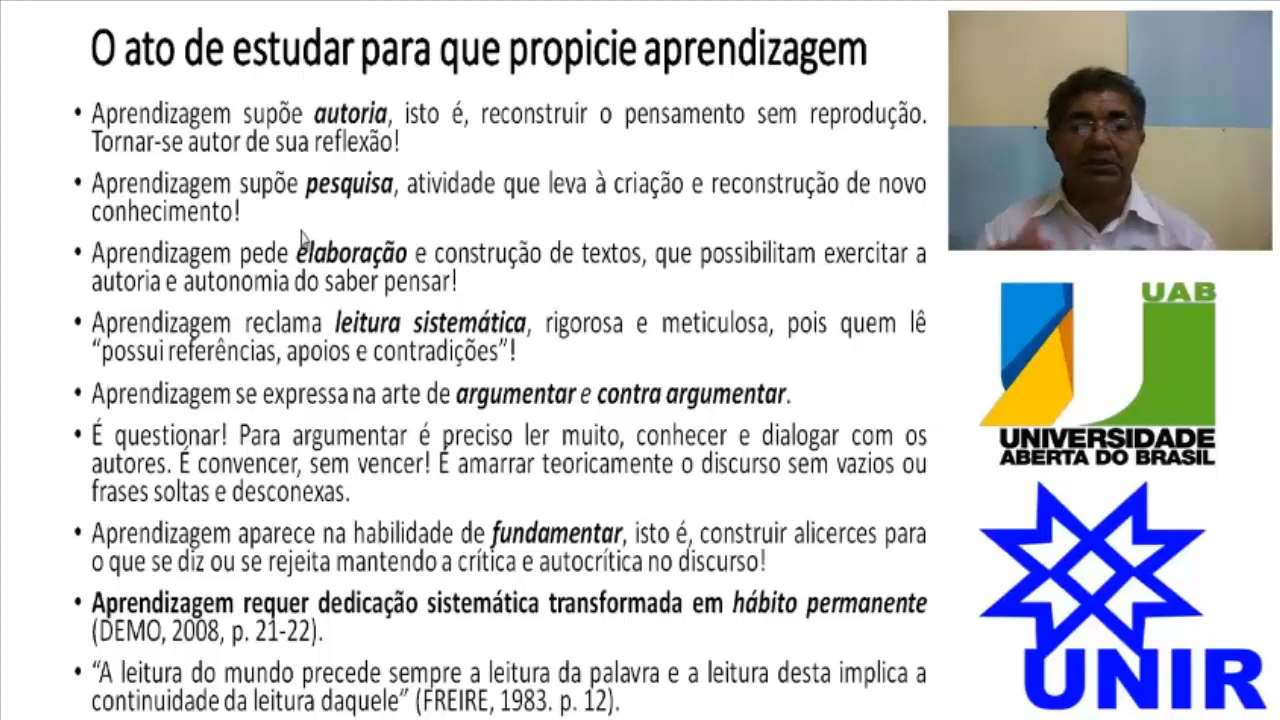 O ato de estudar para que propicie aprendizagem
• Aprendizagem supõe autoria, isto é, reconstruir o pensamento sem reprodução.
Tornar-se autor de sua reflexão!
• Aprendizagem supõe pesquisa, atividade que leva à criação e reconstrução de novo
conhecimento!
• Aprendizagem pede elaboração e construção de textos, que possibilitam exercitar a
autoria e autonomia do saber pensar!
• Aprendizagem reclama leitura sistemática, rigorosa e meticulosa, pois quem lê
“possui referências, apoios e contradições”!
• Aprendizagem se expressa na arte de argumentar e contra argumentar.
• É questionar! Para argumentar é preciso ler muito, conhecer e dialogar com os
autores. É convencer, sem vencer! É amarrar teoricamente o discurso sem vazios ou
frases soltas e desconexas.
• Aprendizagem aparece na habilidade de fundamentar, isto é, construir alicerces para
o que se diz ou se rejeita mantendo a crítica e autocrítica no discurso!
• Aprendizagem requer dedicação sistemática transformada em hábito permanente
(DEMO, 2008, p. 21-22).
• “A leitura do mundo precede sempre a leitura da palavra e a leitura desta implica a
continuidade da leitura daquele” (FREIRE, 1983. p. 12).
UAB
UNIVERSIDADE
ABERTA DO BRASIL
UNIR